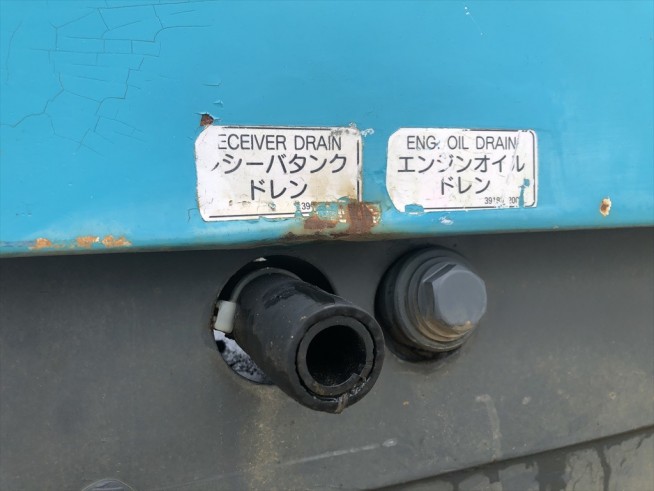 ECEIVER DRAIN
シーバタンク
ドレン
39
ENG. OIL DRAIN
エンジンオイル
ドレン